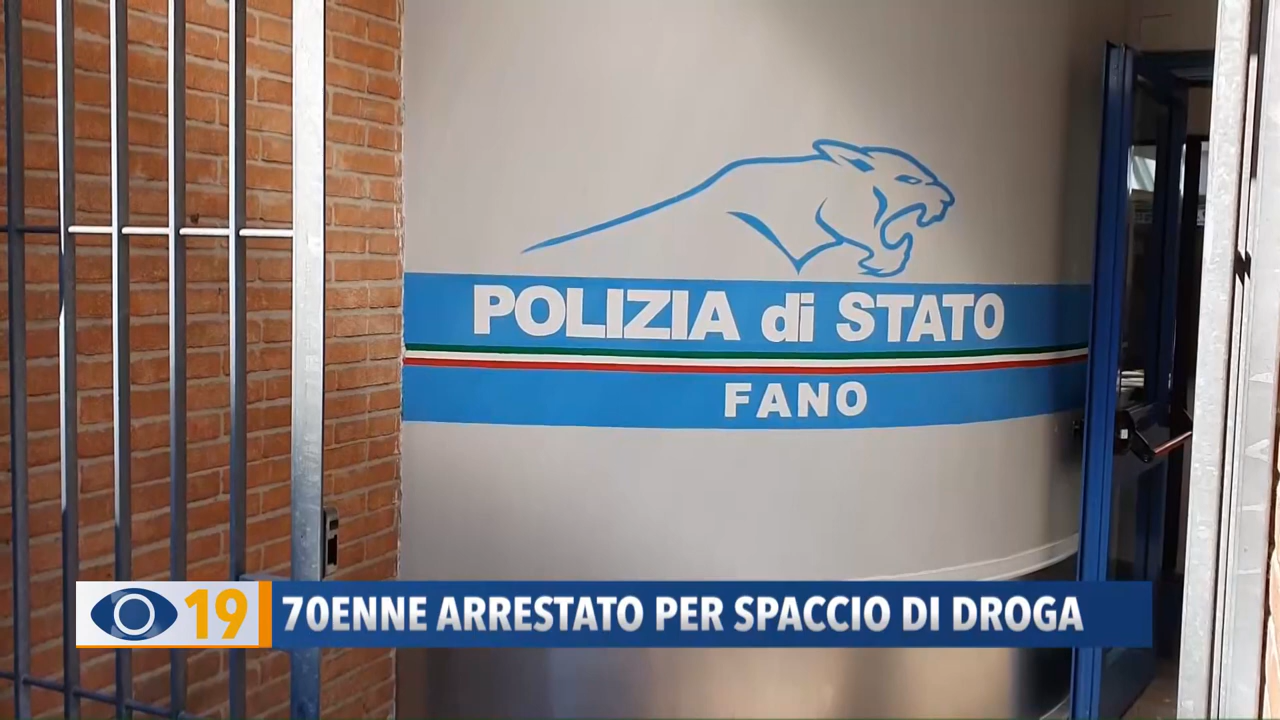 POLIZIA di STATO
FANO
19
70ENNE ARRESTATO PER SPACCIO DI DROGA